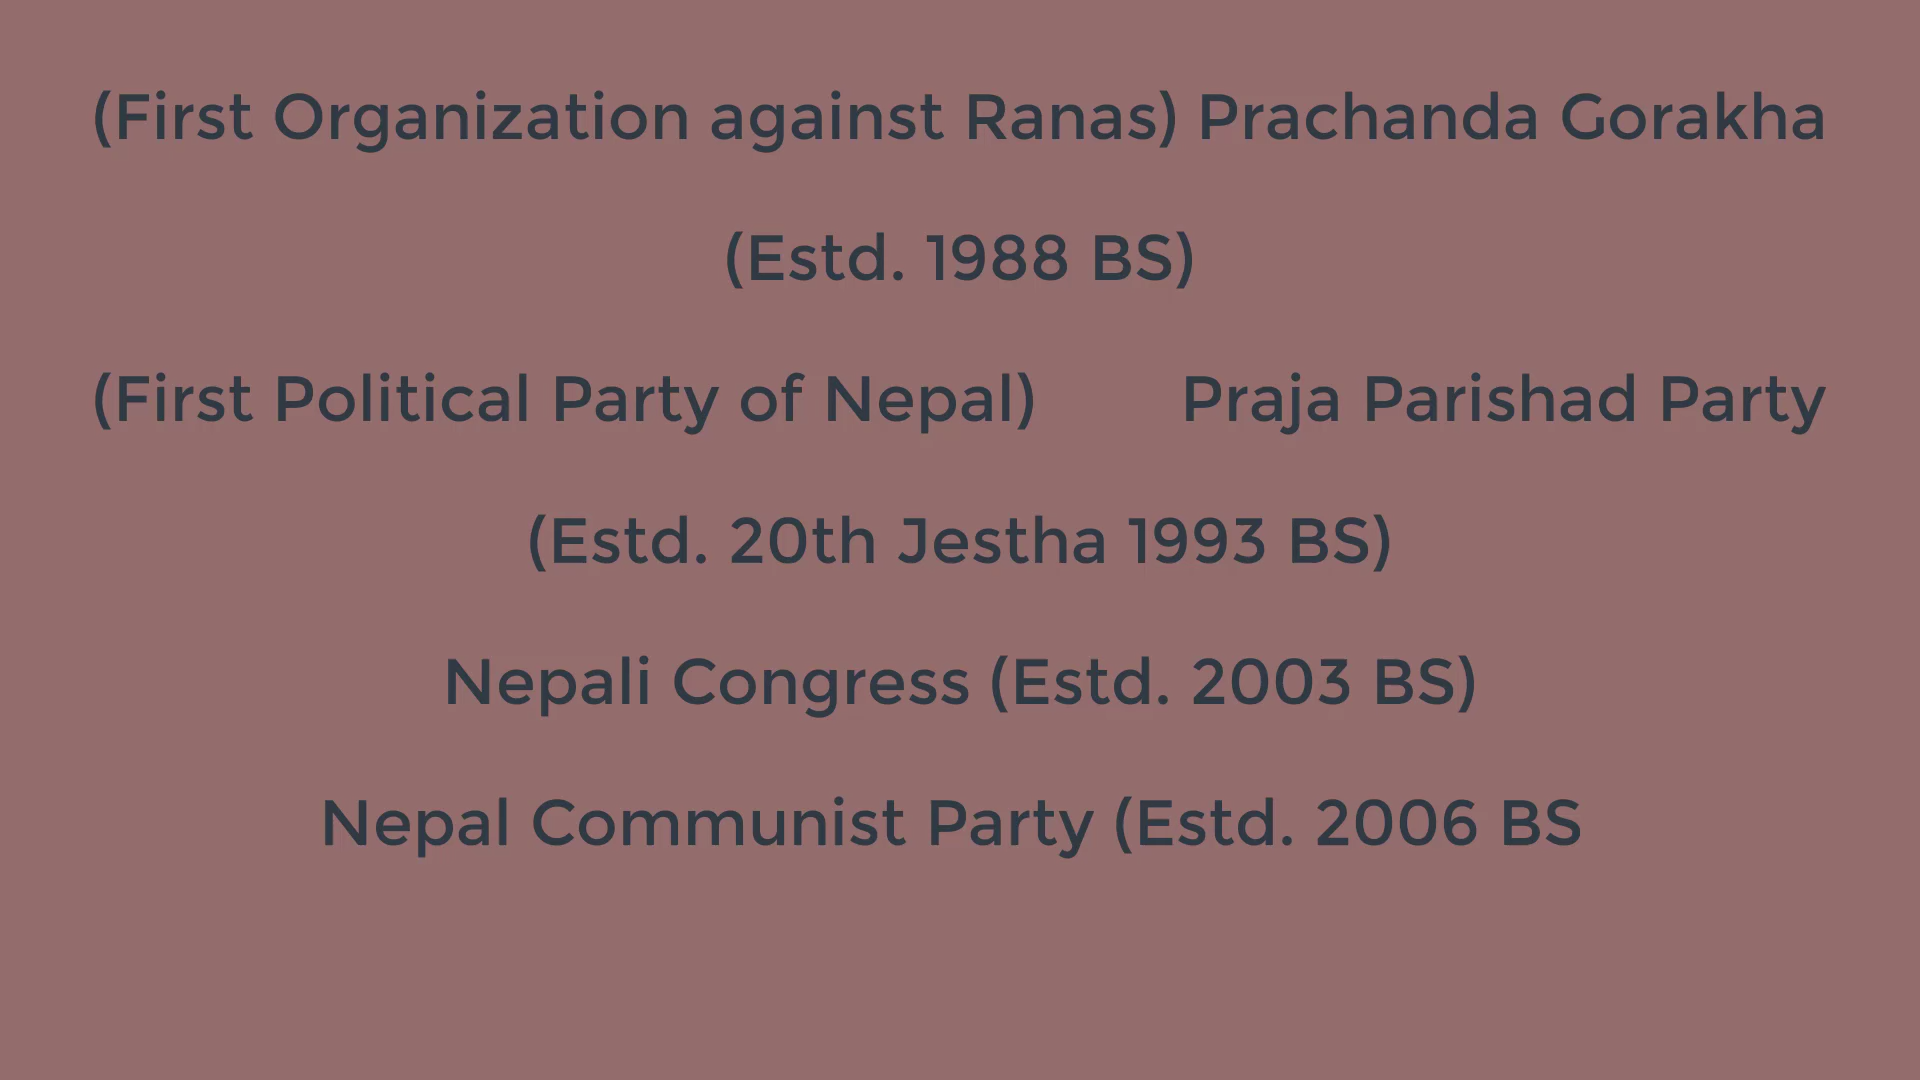 (First Organization against Ranas) Prachanda Gorakha
(Estd. 1988 BS)
(First Political Party of Nepal) Praja Parishad Party
(Estd. 20th Jestha 1993 BS)
Nepali Congress (Estd. 2003 BS)
Nepal Communist Party (Estd. 2006 BS